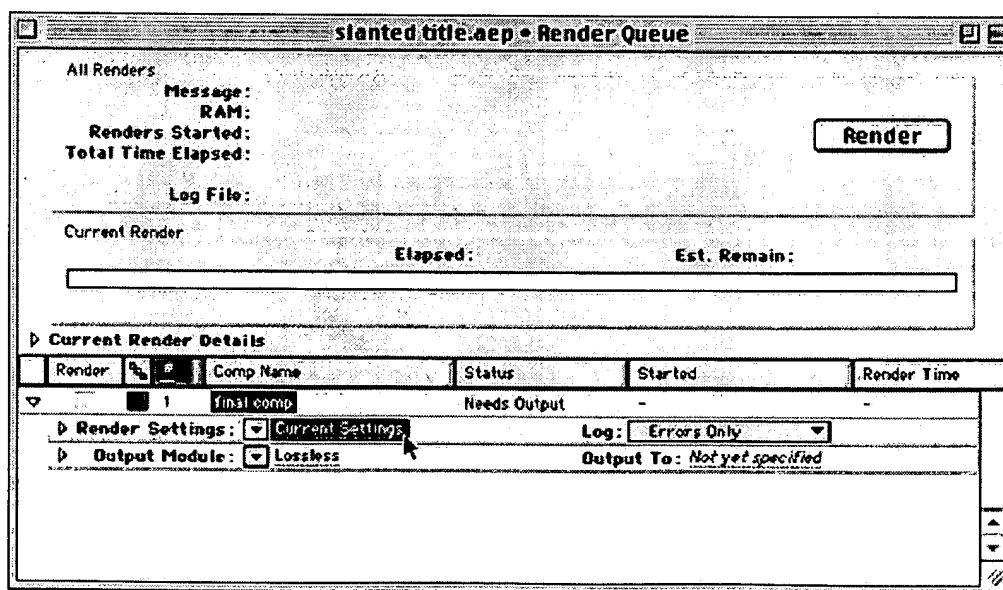 slanted title.aep • Render Queue
All Renders
Message:
RAM:
Renders Started:
Total Time Elapsed:
Render
Log File:
Current Render
Elapsed: Est. Remain:
Current Render Details
Render # Comp Name Status Started Render Time
1 final comp Needs Output - -
Render Settings: Current Settings Log: Errors Only
Output Module: Lossless Output To: Not yet specified